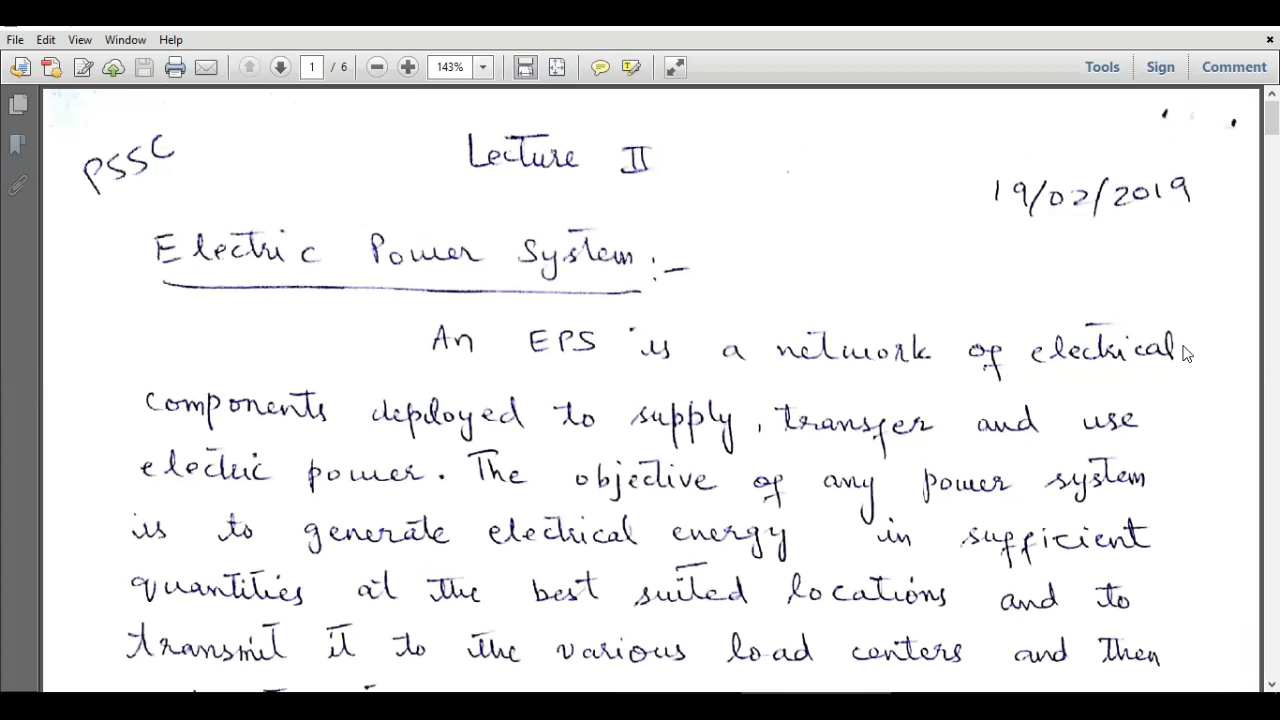 File Edit View Window Help
1 / 6 143% Tools Sign Comment
PSSC
Lecture II
19/02/2019
Electric Power System :-
An EPS is a network of electrical
components deployed to supply, transfer and use
electric power. The objective of any power system
is to generate electrical energy in sufficient
quantities at the best suited locations and to
transmit it to the various load centers and then